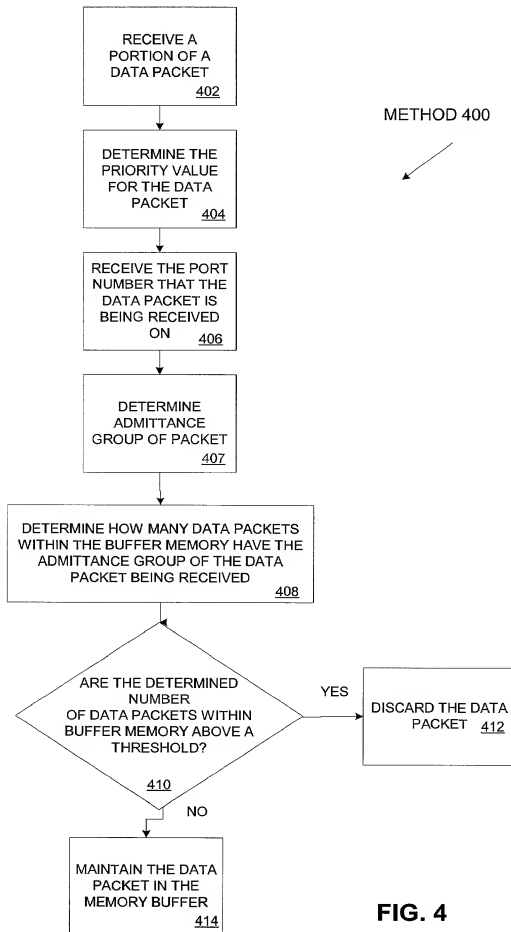 RECEIVE A
PORTION OF A
DATA PACKET
402
METHOD 400
DETERMINE THE
PRIORITY VALUE
FOR THE DATA
PACKET
404
RECEIVE THE PORT
NUMBER THAT THE
DATA PACKET IS
BEING RECEIVED
ON
406
DETERMINE
ADMITTANCE
GROUP OF PACKET
407
DETERMINE HOW MANY DATA PACKETS
WITHIN THE BUFFER MEMORY HAVE THE
ADMITTANCE GROUP OF THE DATA
PACKET BEING RECEIVED
408
ARE THE DETERMINED
NUMBER
OF DATA PACKETS WITHIN
BUFFER MEMORY ABOVE A
THRESHOLD?
410
YES
DISCARD THE DATA
PACKET 412
NO
MAINTAIN THE DATA
PACKET IN THE
MEMORY BUFFER
414
FIG. 4